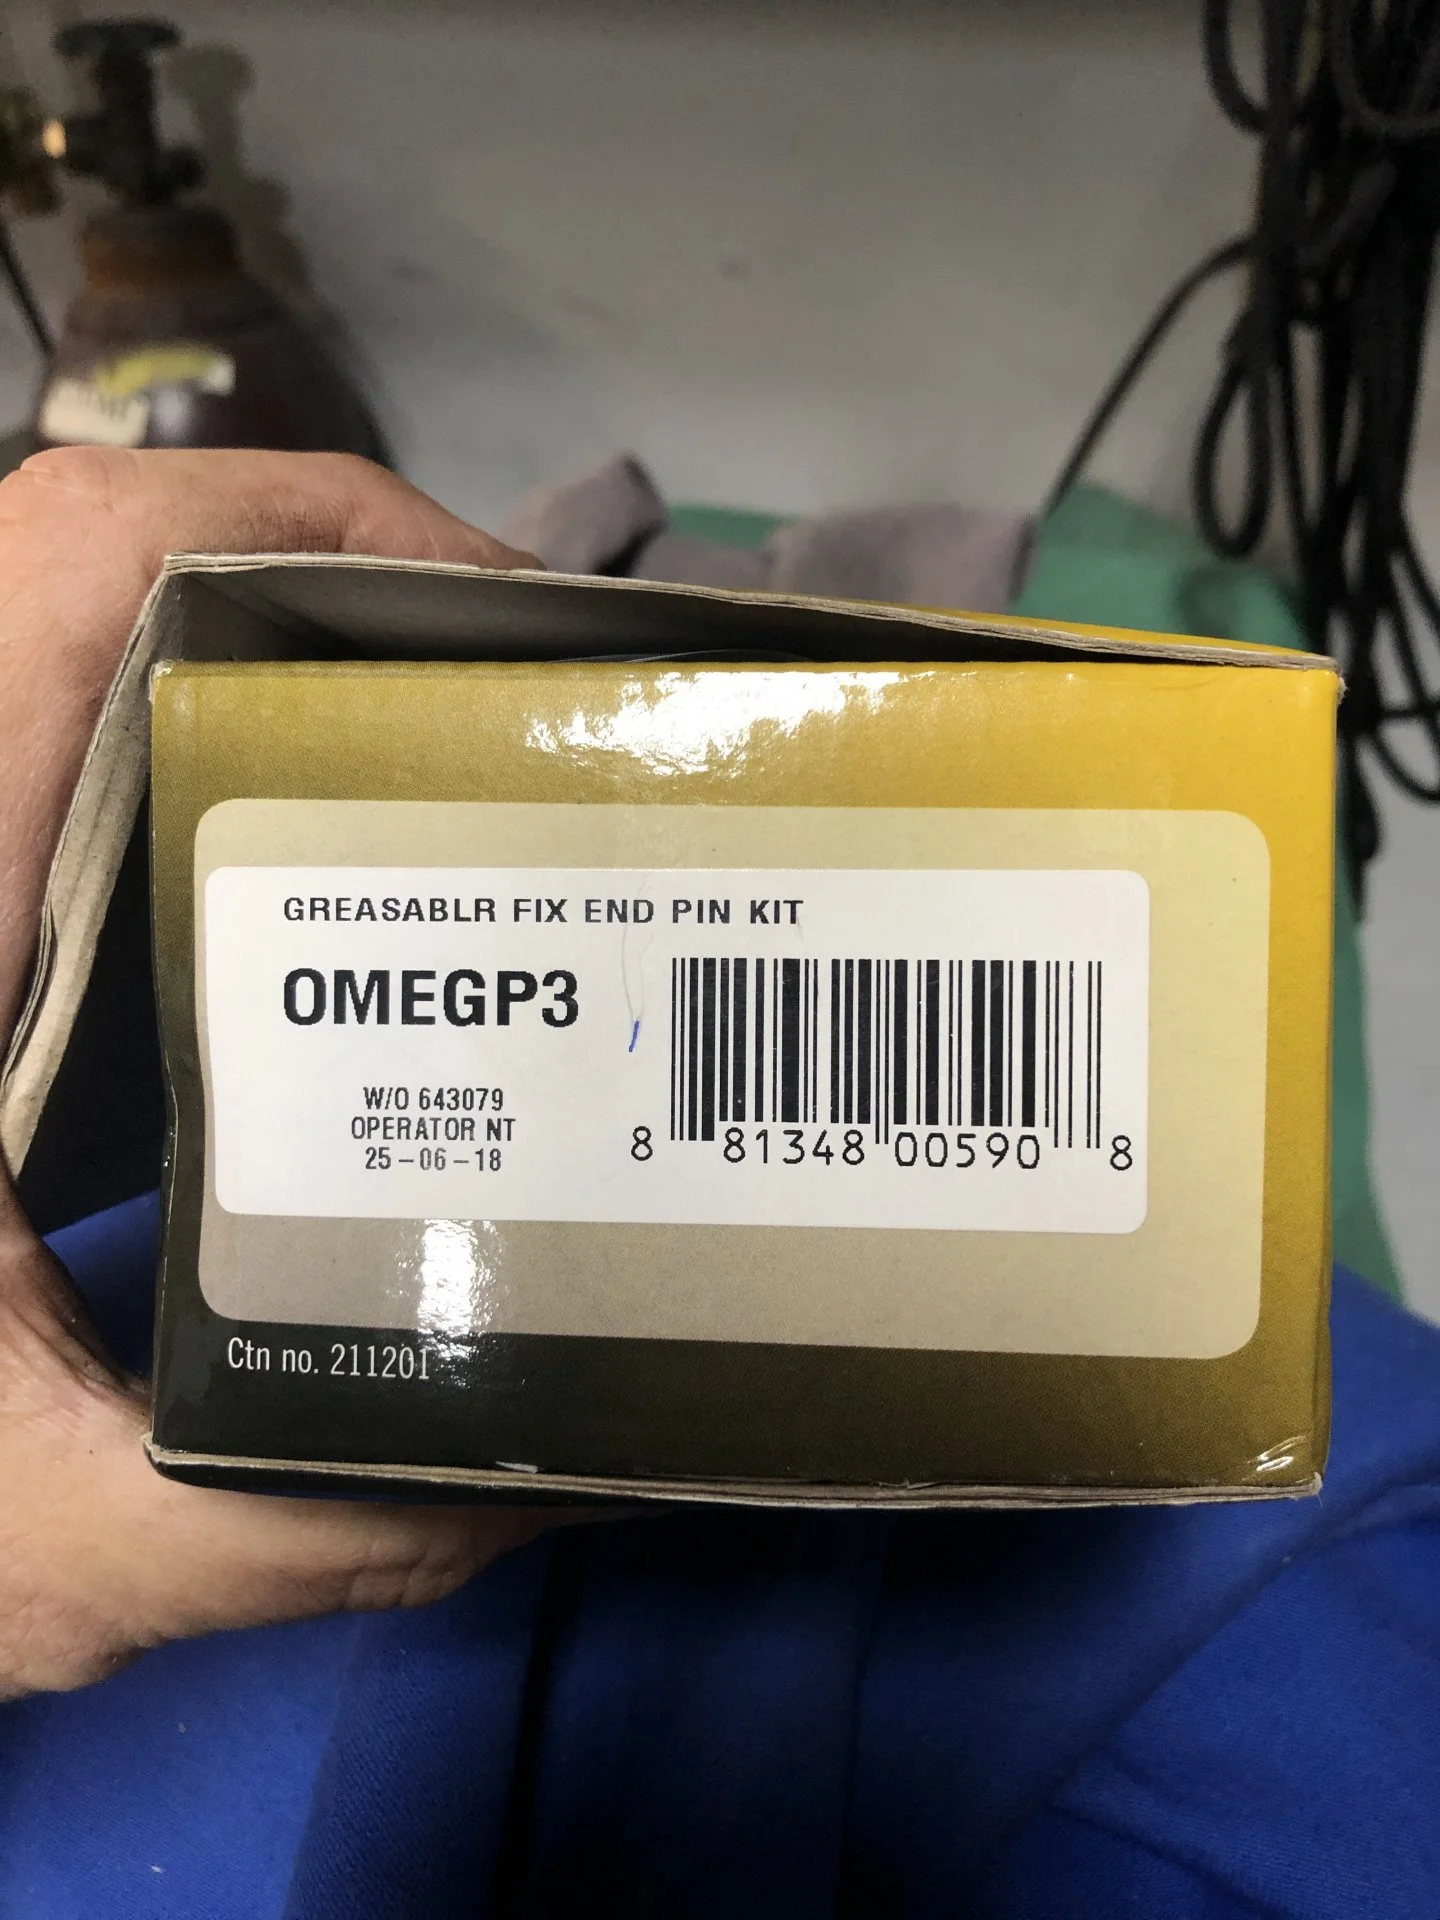 GREASABLR FIX END PIN KIT
OMEGP3
W/O 643079
OPERATOR NT
25-06-18
8 81348 00590 8
Ctn no. 211201